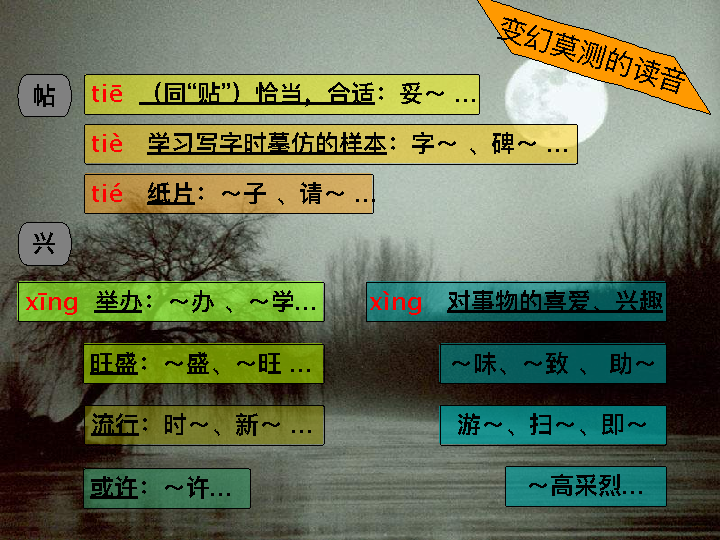 变幻莫测的读音
帖
tiē （同“贴”）恰当，合适：妥～ …
tiè 学习写字时摹仿的样本：字～ 、碑～ …
tié 纸片：～子 、请～ …
兴
xīng 举办：～办 、～学…
xìng 对事物的喜爱、兴趣
旺盛：～盛、～旺 …
～味、～致 、 助～
流行：时～、新～ …
游～、扫～、即～
或许：～许…
～高采烈…